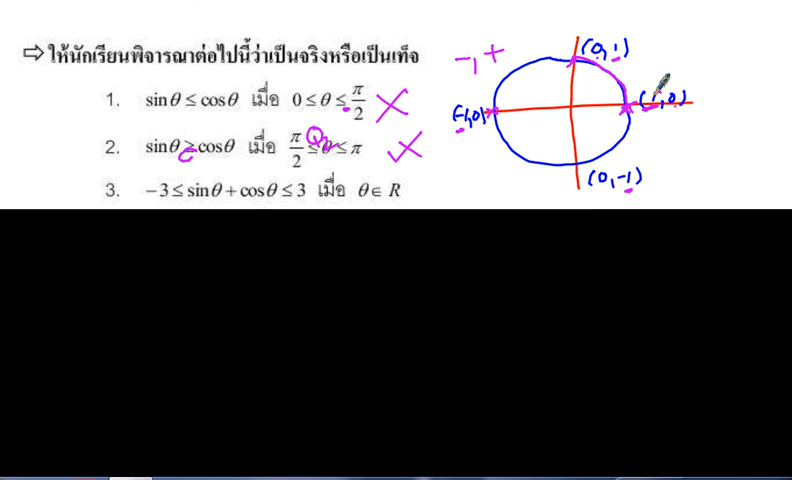 ⇨ ให้นักเรียนพิจารณาต่อไปนี้ว่าเป็นจริงหรือเป็นเท็จ
1. sinθ ≤ cosθ เมื่อ 0 ≤ θ ≤ π/2
2. sinθ ≥ cosθ เมื่อ π/2 ≤ θ ≤ π
Q₂
3. −3 ≤ sinθ + cosθ ≤ 3 เมื่อ θ ∈ R
−, +
(0,1)
(1,0)
(-1,0)
(0,-1)